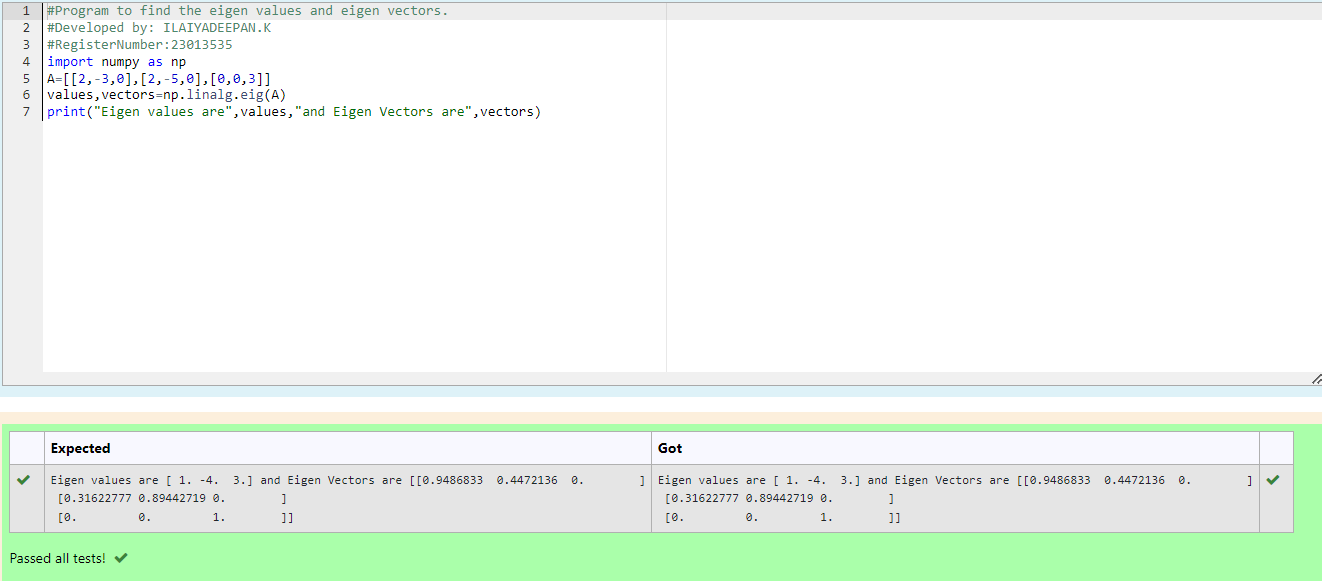 1 #Program to find the eigen values and eigen vectors.
2 #Developed by: ILAIYADEEPAN.K
3 #RegisterNumber:23013535
4 import numpy as np
5 A=[[2,-3,0],[2,-5,0],[0,0,3]]
6 values,vectors=np.linalg.eig(A)
7 print("Eigen values are",values,"and Eigen Vectors are",vectors)
Expected Got
Eigen values are [ 1. -4.  3.] and Eigen Vectors are [[0.9486833  0.4472136  0.        ] Eigen values are [ 1. -4.  3.] and Eigen Vectors are [[0.9486833  0.4472136  0.        ]
[0.31622777 0.89442719 0.        ] [0.31622777 0.89442719 0.        ]
[0.         0.         1.        ]] [0.         0.         1.        ]]
Passed all tests!